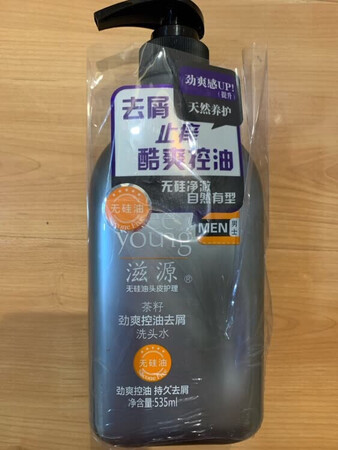 劲爽感UP!
(提升)
天然养护
去屑
止痒
酷爽控油
无硅净澈
自然有型
无硅油
MEN 男士
young
滋源®
无硅油头皮护理
茶籽
劲爽控油去屑
洗头水
无硅油
劲爽控油 持久去屑
净含量:535ml